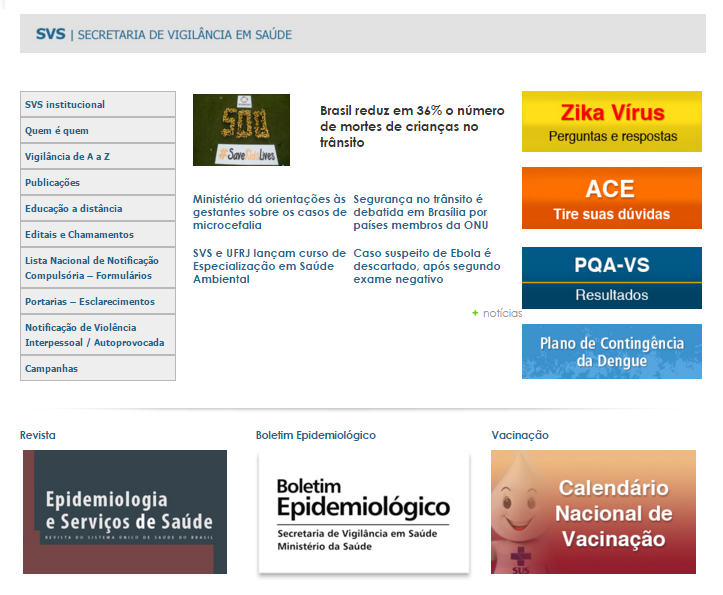 SVS | SECRETARIA DE VIGILÂNCIA EM SAÚDE
SVS institucional
Quem é quem
Vigilância de A a Z
Publicações
Educação a distância
Editais e Chamamentos
Lista Nacional de Notificação
Compulsória – Formulários
Portarias – Esclarecimentos
Notificação de Violência
Interpessoal / Autoprovocada
Campanhas
500
#SaveKidsLives
Brasil reduz em 36% o número
de mortes de crianças no
trânsito
Ministério dá orientações às
gestantes sobre os casos de
microcefalia
Segurança no trânsito é
debatida em Brasília por
países membros da ONU
SVS e UFRJ lançam curso de
Especialização em Saúde
Ambiental
Caso suspeito de Ebola é
descartado, após segundo
exame negativo
+ notícias
Zika Vírus
Perguntas e respostas
ACE
Tire suas dúvidas
PQA-VS
Resultados
Plano de Contingência
da Dengue
Revista
Epidemiologia
e Serviços de Saúde
REVISTA DO SISTEMA ÚNICO DE SAÚDE DO BRASIL
Boletim Epidemiológico
Boletim
Epidemiológico
Secretaria de Vigilância em Saúde
Ministério da Saúde
Vacinação
Calendário
Nacional de
Vacinação
SUS